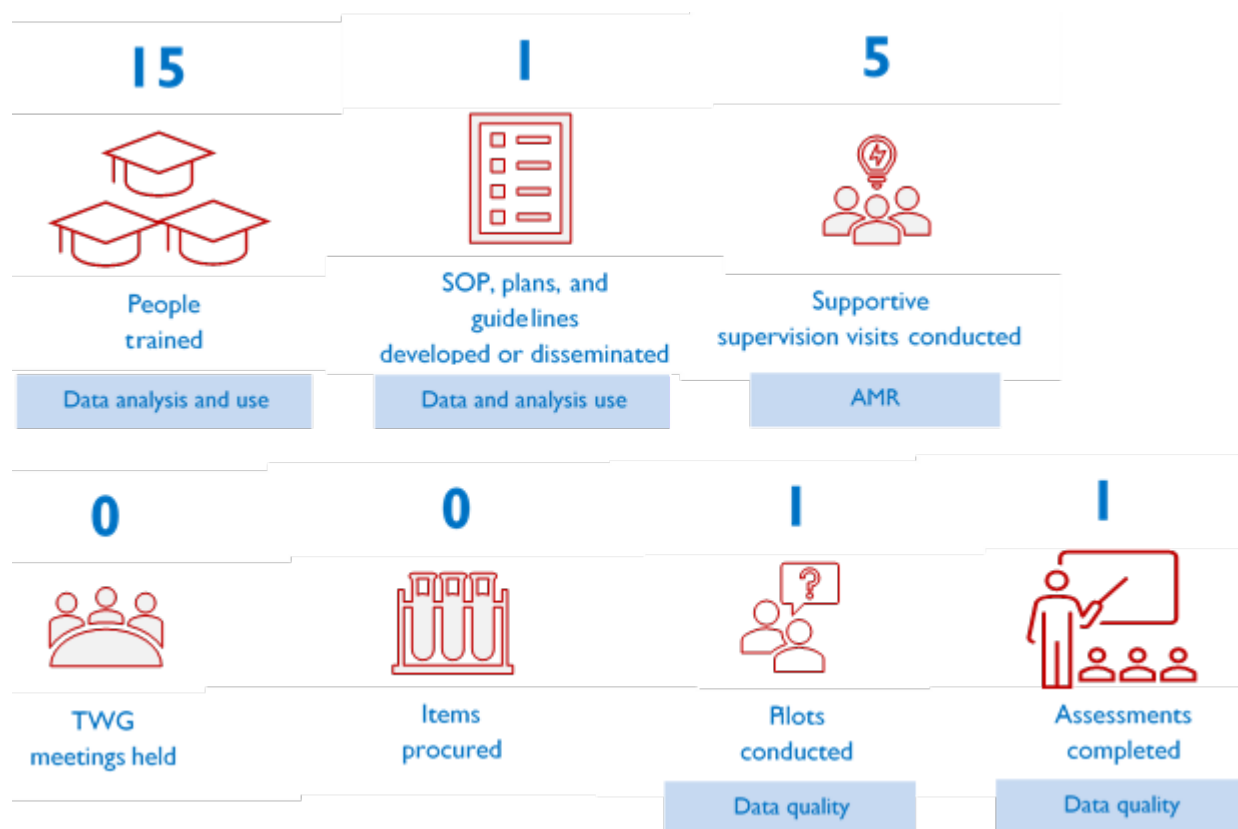 15
1
5
People
trained
SOP, plans, and
guidelines
developed or disseminated
Supportive
supervision visits conducted
Data analysis and use
Data and analysis use
AMR
0
0
1
1
?
TWG
meetings held
Items
procured
Pilots
conducted
Assessments
completed
Data quality
Data quality